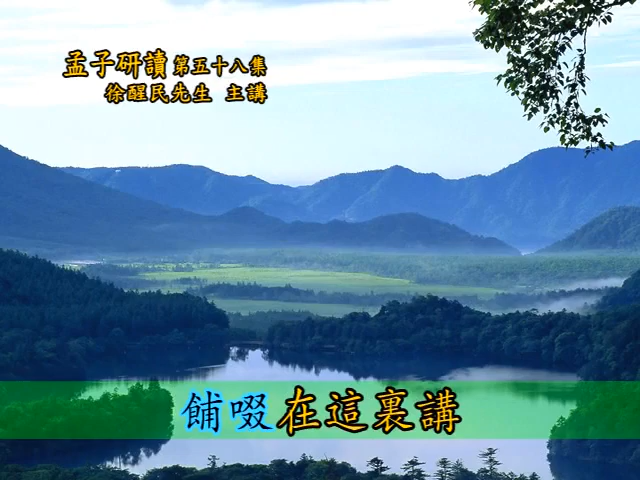 孟子研讀 第五十八集
徐醒民先生 主講
餔啜在這裏講